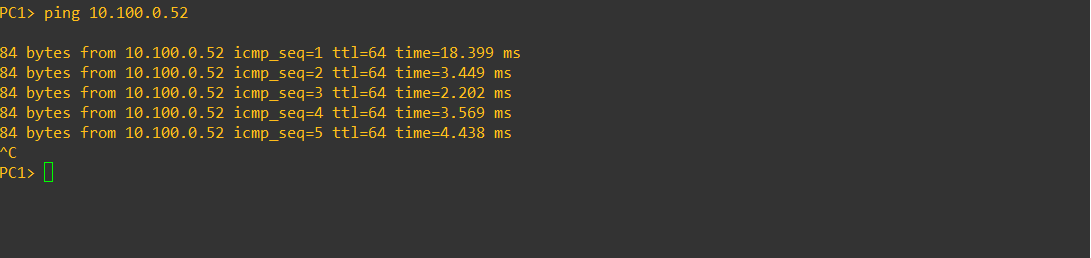 PC1> ping 10.100.0.52
84 bytes from 10.100.0.52 icmp_seq=1 ttl=64 time=18.399 ms
84 bytes from 10.100.0.52 icmp_seq=2 ttl=64 time=3.449 ms
84 bytes from 10.100.0.52 icmp_seq=3 ttl=64 time=2.202 ms
84 bytes from 10.100.0.52 icmp_seq=4 ttl=64 time=3.569 ms
84 bytes from 10.100.0.52 icmp_seq=5 ttl=64 time=4.438 ms
^C
PC1>